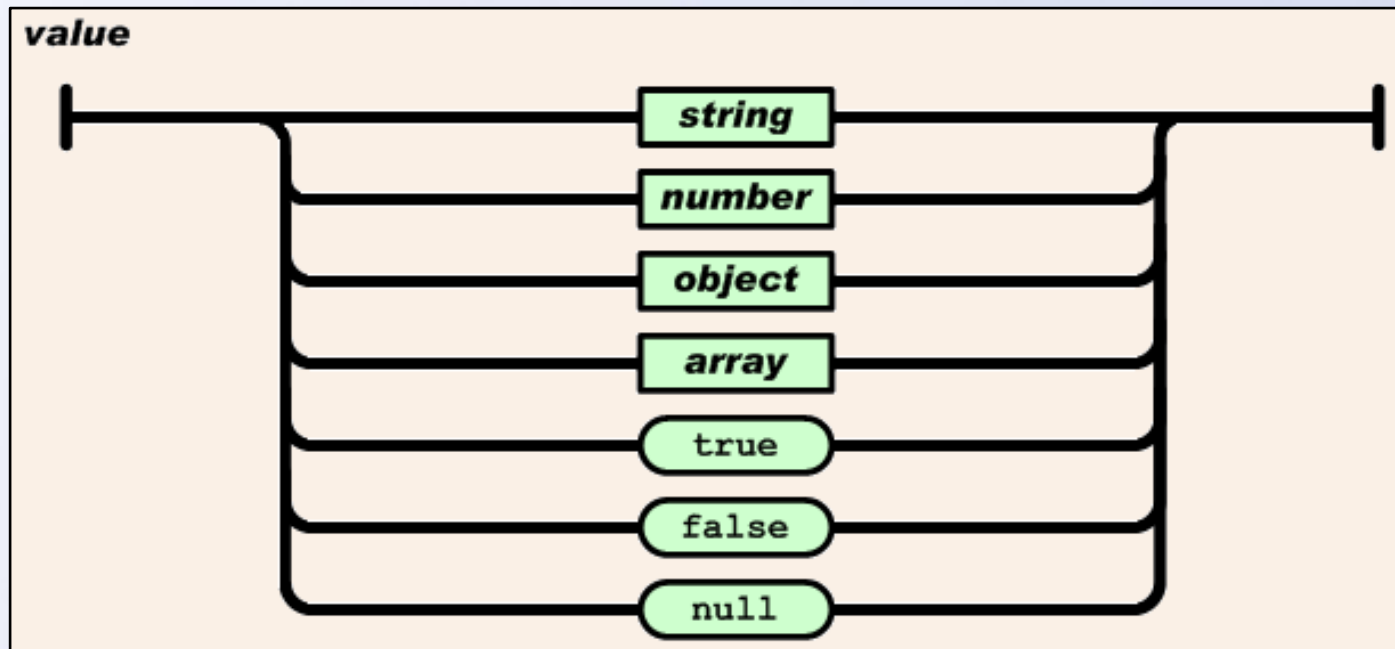 value
string
number
object
array
true
false
null